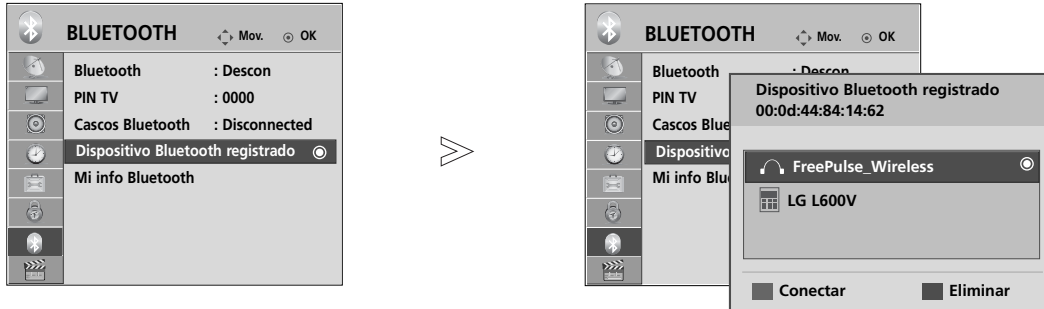 BLUETOOTH Mov. OK
Bluetooth : Descon
PIN TV : 0000
Cascos Bluetooth : Disconnected
Dispositivo Bluetooth registrado
Mi info Bluetooth
BLUETOOTH Mov. OK
Bluetooth : Descon
PIN TV
Cascos Blue
Dispositivo
Mi info Blu
Dispositivo Bluetooth registrado
00:0d:44:84:14:62
FreePulse_Wireless
LG L600V
Conectar Eliminar